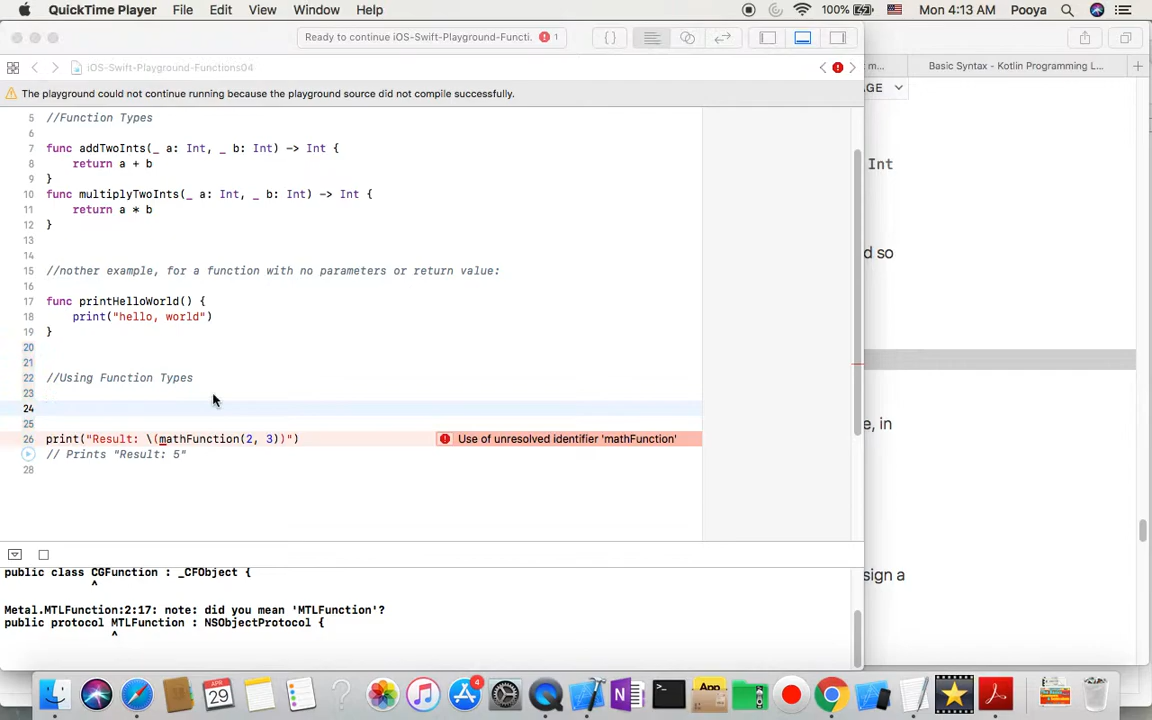 QuickTime Player File Edit View Window Help 100% Mon 4:13 AM Pooya
Ready to continue iOS-Swift-Playground-Functi... 1
iOS-Swift-Playground-Functions04
The playground could not continue running because the playground source did not compile successfully.
5 //Function Types
6
7 func addTwoInts(_ a: Int, _ b: Int) -> Int {
8 return a + b
9 }
10 func multiplyTwoInts(_ a: Int, _ b: Int) -> Int {
11 return a * b
12 }
13
14
15 //nother example, for a function with no parameters or return value:
16
17 func printHelloWorld() {
18 print("hello, world")
19 }
20
21
22 //Using Function Types
23
24
25
26 print("Result: \(mathFunction(2, 3))") Use of unresolved identifier 'mathFunction'
// Prints "Result: 5"
28
public class CGFunction : _CFObject {
^
Metal.MTLFunction:2:17: note: did you mean 'MTLFunction'?
public protocol MTLFunction : NSObjectProtocol {
^
m... Basic Syntax - Kotlin Programming L...
AGE
Int
d so
e, in
sign a
4
APR
29
App